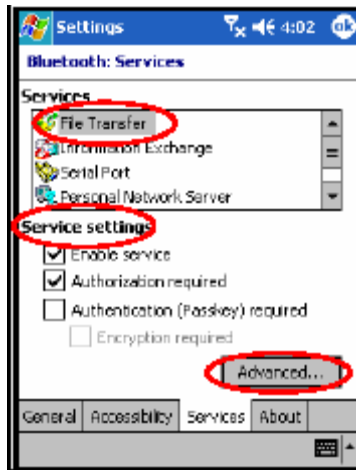 Settings 4:02 ok
Bluetooth: Services
Services
File Transfer
Information Exchange
Serial Port
Personal Network Server
Service settings
Enable service
Authorization required
Authentication (Passkey) required
Encryption required
Advanced...
General Accessibility Services About